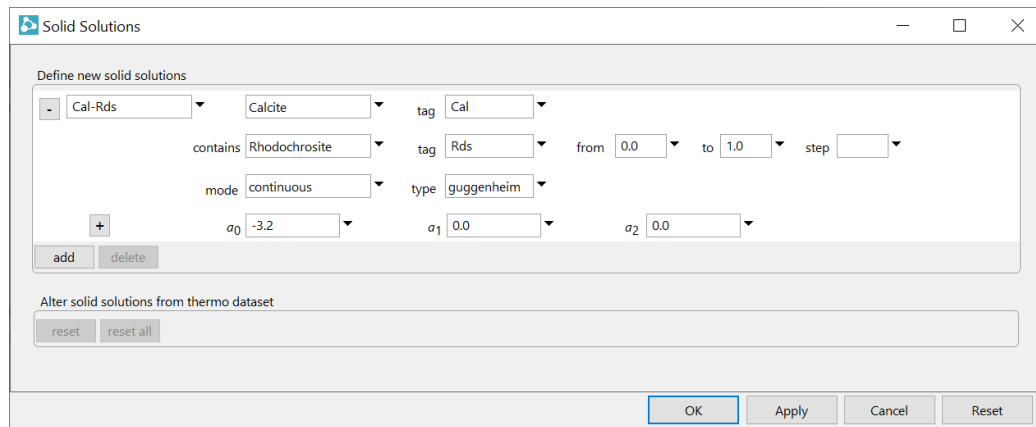 Solid Solutions
Define new solid solutions
- Cal-Rds Calcite tag Cal
contains Rhodochrosite tag Rds from 0.0 to 1.0 step
mode continuous type guggenheim
+ a0 -3.2 a1 0.0 a2 0.0
add delete
Alter solid solutions from thermo dataset
reset reset all
OK Apply Cancel Reset